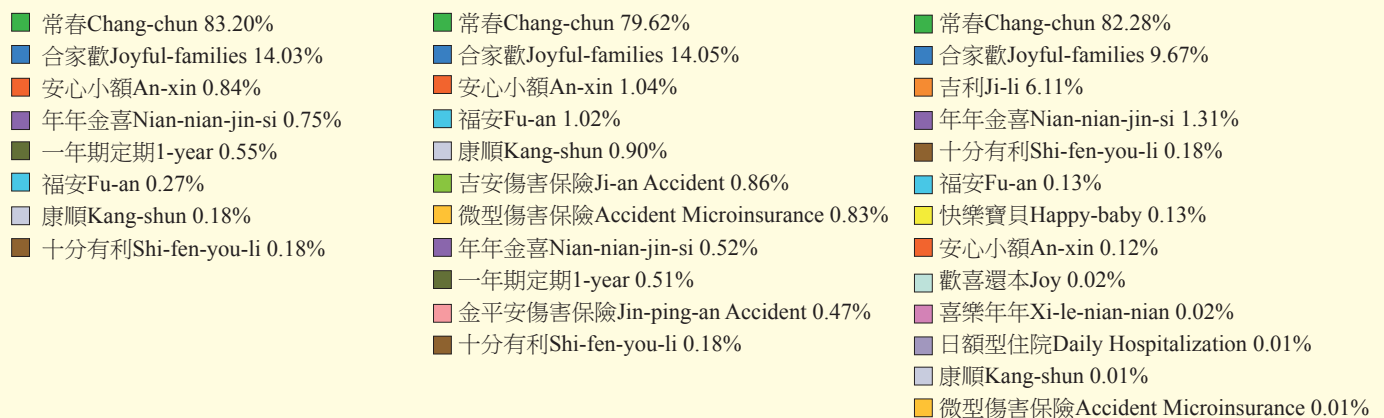 常春Chang-chun 83.20%
合家歡Joyful-families 14.03%
安心小額An-xin 0.84%
年年金喜Nian-nian-jin-si 0.75%
一年期定期1-year 0.55%
福安Fu-an 0.27%
康順Kang-shun 0.18%
十分有利Shi-fen-you-li 0.18%
常春Chang-chun 79.62%
合家歡Joyful-families 14.05%
安心小額An-xin 1.04%
福安Fu-an 1.02%
康順Kang-shun 0.90%
吉安傷害保險Ji-an Accident 0.86%
微型傷害保險Accident Microinsurance 0.83%
年年金喜Nian-nian-jin-si 0.52%
一年期定期1-year 0.51%
金平安傷害保險Jin-ping-an Accident 0.47%
十分有利Shi-fen-you-li 0.18%
常春Chang-chun 82.28%
合家歡Joyful-families 9.67%
吉利Ji-li 6.11%
年年金喜Nian-nian-jin-si 1.31%
十分有利Shi-fen-you-li 0.18%
福安Fu-an 0.13%
快樂寶貝Happy-baby 0.13%
安心小額An-xin 0.12%
歡喜還本Joy 0.02%
喜樂年年Xi-le-nian-nian 0.02%
日額型住院Daily Hospitalization 0.01%
康順Kang-shun 0.01%
微型傷害保險Accident Microinsurance 0.01%